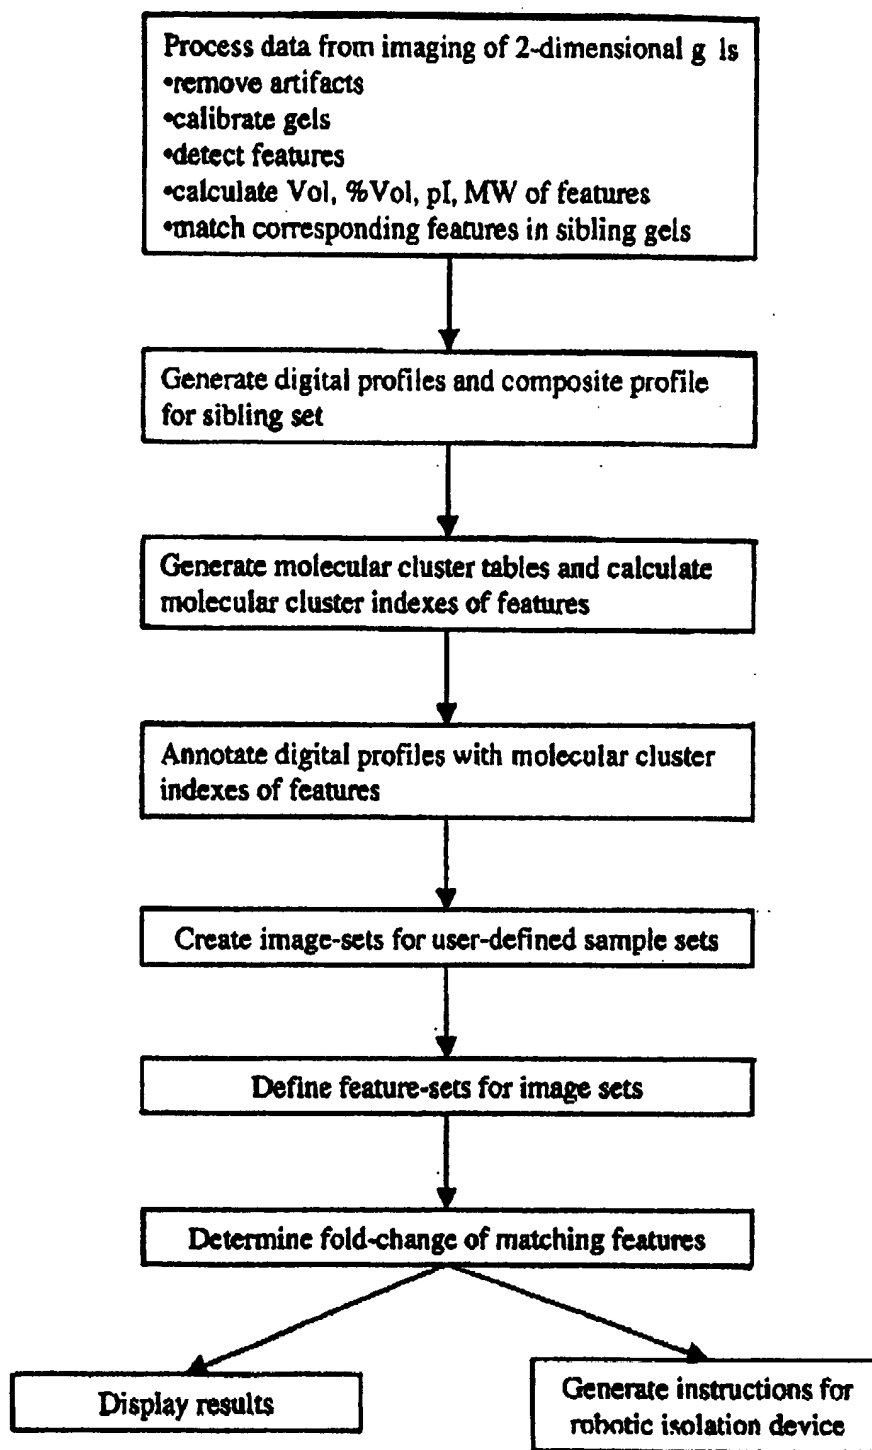 Process data from imaging of 2-dimensional g ls
•remove artifacts
•calibrate gels
•detect features
•calculate Vol, %Vol, pI, MW of features
•match corresponding features in sibling gels
Generate digital profiles and composite profile
for sibling set
Generate molecular cluster tables and calculate
molecular cluster indexes of features
Annotate digital profiles with molecular cluster
indexes of features
Create image-sets for user-defined sample sets
Define feature-sets for image sets
Determine fold-change of matching features
Display results
Generate instructions for
robotic isolation device